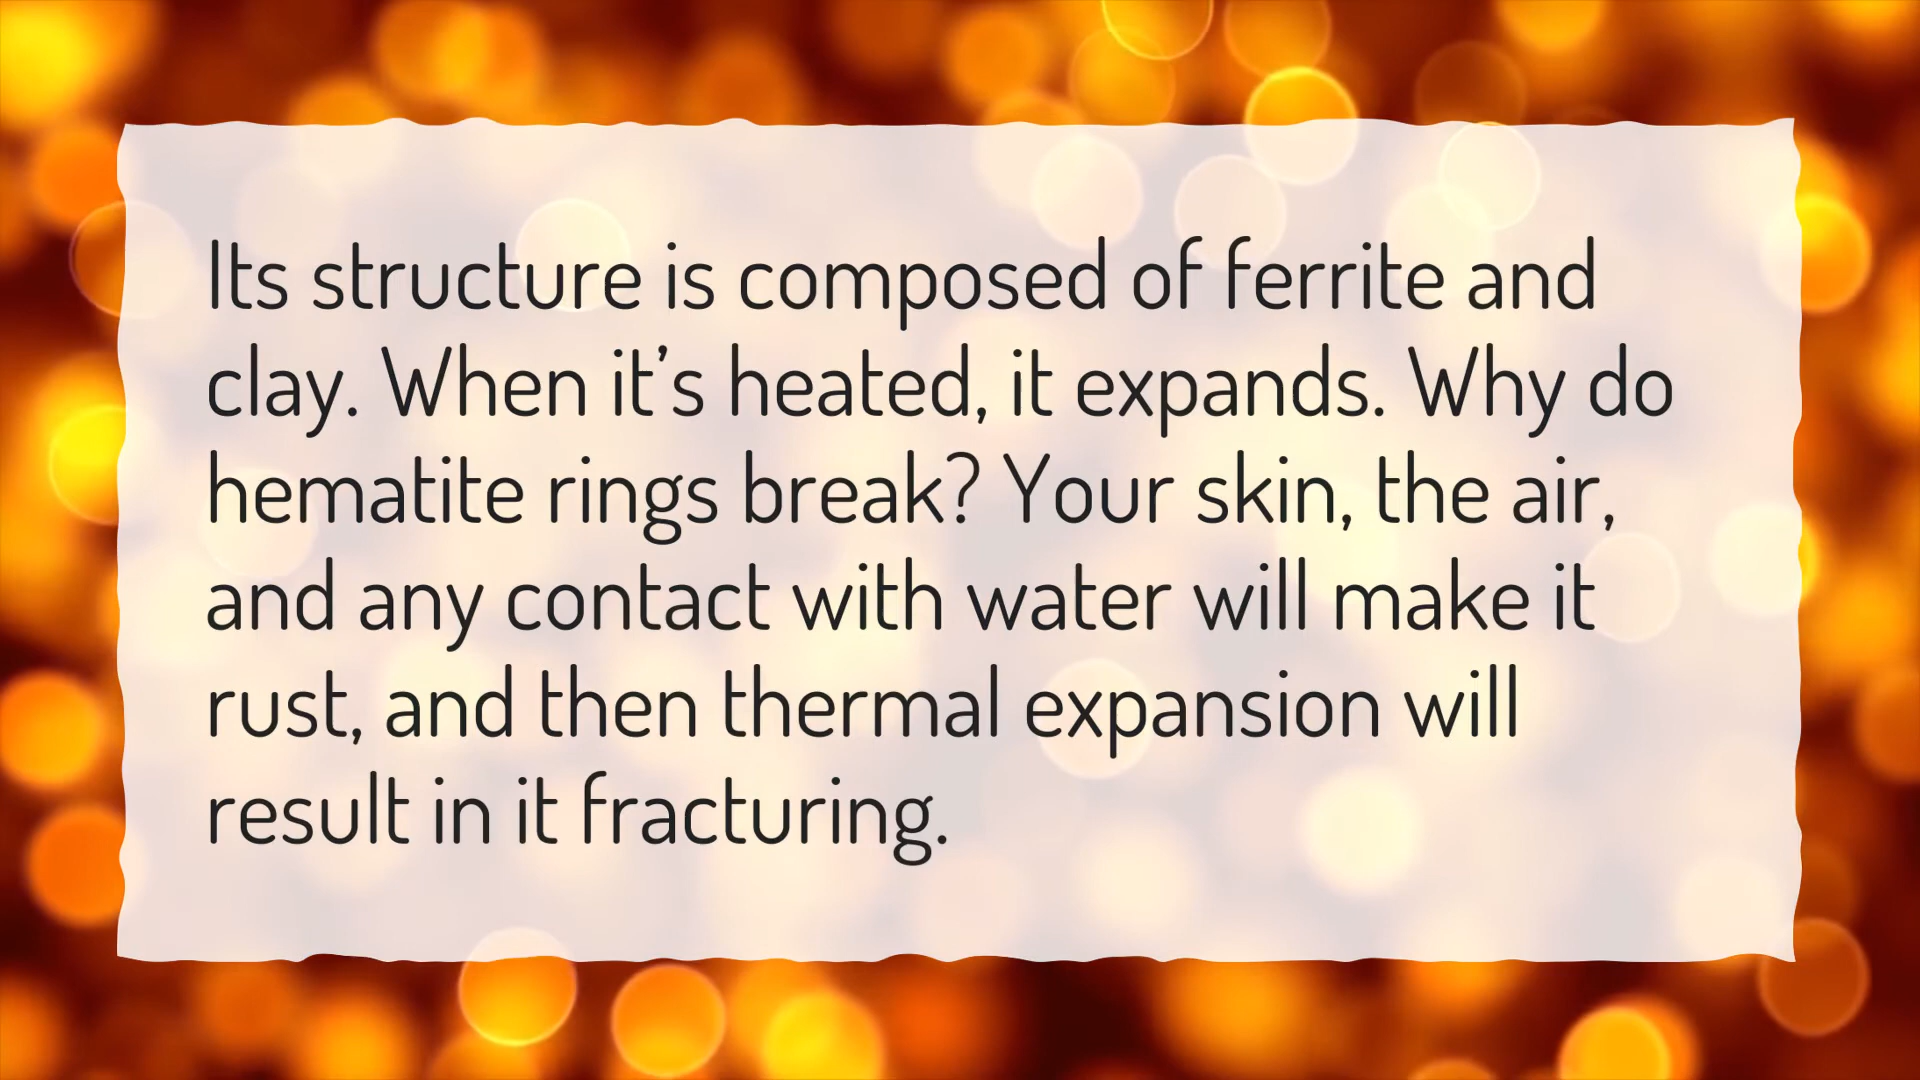 Its structure is composed of ferrite and
clay. When it’s heated, it expands. Why do
hematite rings break? Your skin, the air,
and any contact with water will make it
rust, and then thermal expansion will
result in it fracturing.